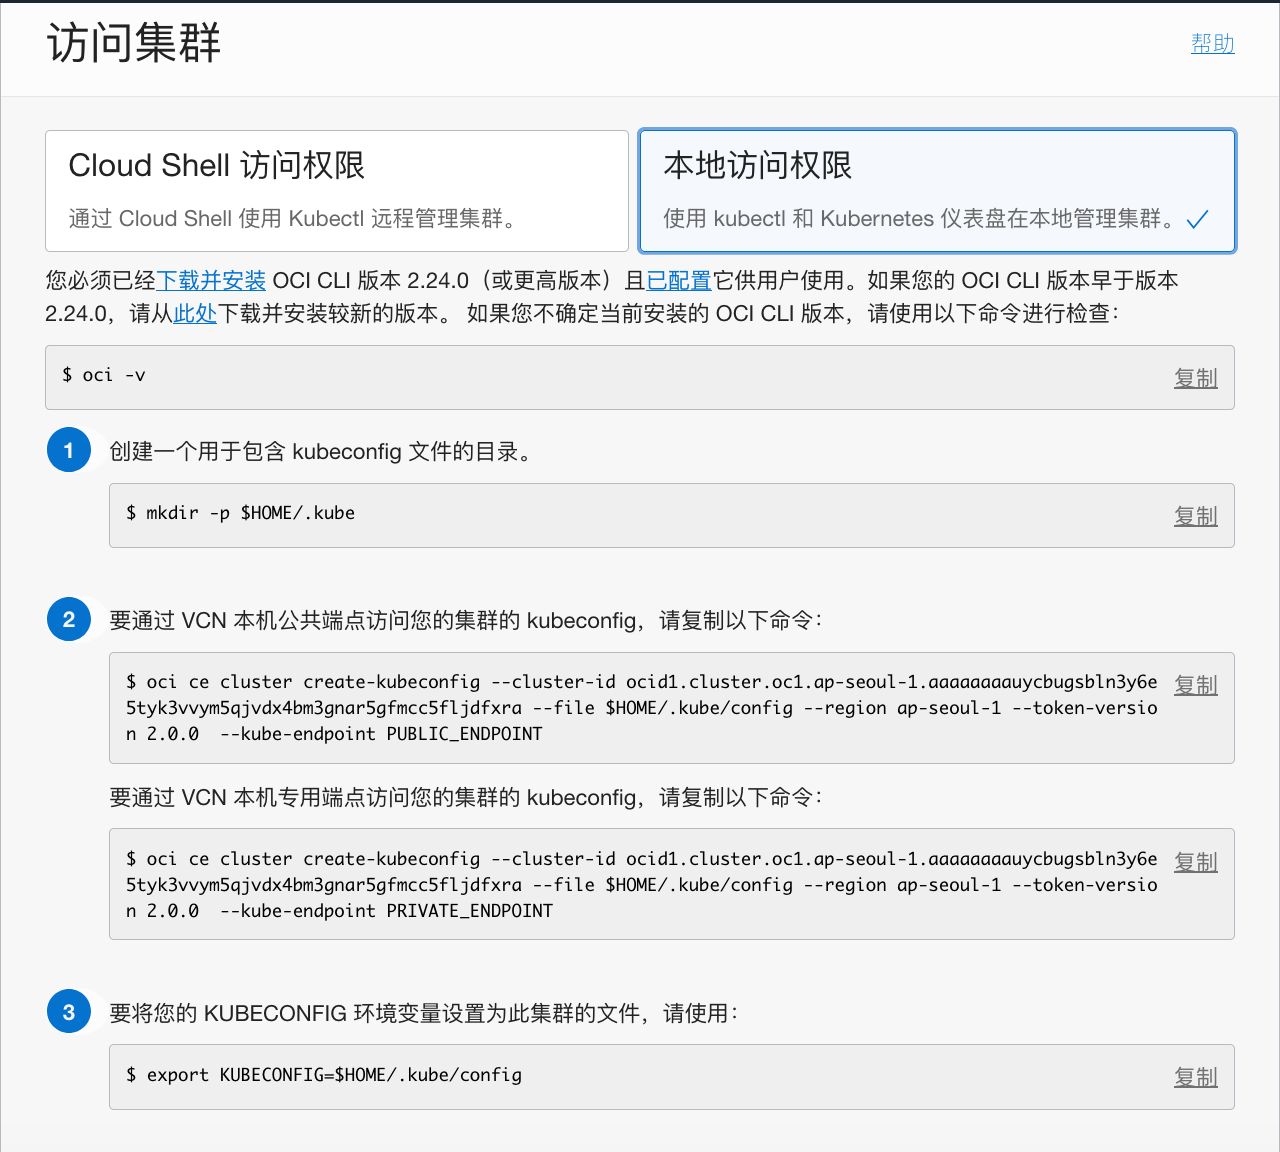 访问集群
帮助
Cloud Shell 访问权限
通过 Cloud Shell 使用 Kubectl 远程管理集群。
本地访问权限
使用 kubectl 和 Kubernetes 仪表盘在本地管理集群。
您必须已经下载并安装 OCI CLI 版本 2.24.0（或更高版本）且已配置它供用户使用。如果您的 OCI CLI 版本早于版本
2.24.0，请从此处下载并安装较新的版本。 如果您不确定当前安装的 OCI CLI 版本，请使用以下命令进行检查：
$ oci -v
复制
1
创建一个用于包含 kubeconfig 文件的目录。
$ mkdir -p $HOME/.kube
复制
2
要通过 VCN 本机公共端点访问您的集群的 kubeconfig，请复制以下命令：
$ oci ce cluster create-kubeconfig --cluster-id ocid1.cluster.oc1.ap-seoul-1.aaaaaaaauycbugsbln3y6e
5tyk3vvym5qjvdx4bm3gnar5gfmcc5fljdfxra --file $HOME/.kube/config --region ap-seoul-1 --token-versio
n 2.0.0  --kube-endpoint PUBLIC_ENDPOINT
复制
要通过 VCN 本机专用端点访问您的集群的 kubeconfig，请复制以下命令：
$ oci ce cluster create-kubeconfig --cluster-id ocid1.cluster.oc1.ap-seoul-1.aaaaaaaauycbugsbln3y6e
5tyk3vvym5qjvdx4bm3gnar5gfmcc5fljdfxra --file $HOME/.kube/config --region ap-seoul-1 --token-versio
n 2.0.0  --kube-endpoint PRIVATE_ENDPOINT
复制
3
要将您的 KUBECONFIG 环境变量设置为此集群的文件，请使用：
$ export KUBECONFIG=$HOME/.kube/config
复制